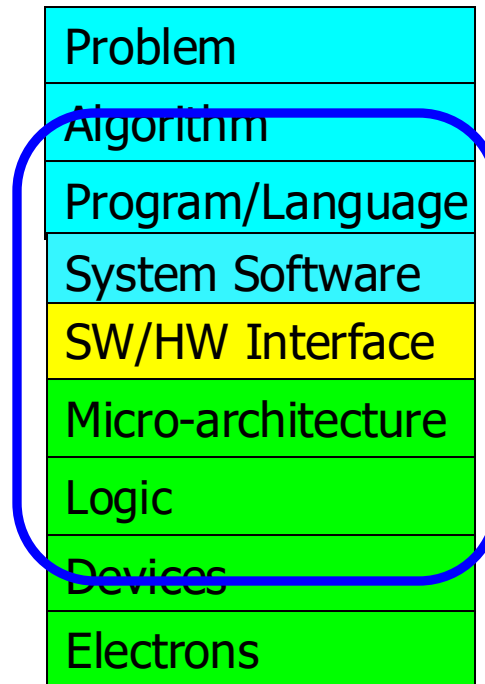 Problem
Algorithm
Program/Language
System Software
SW/HW Interface
Micro-architecture
Logic
Devices
Electrons